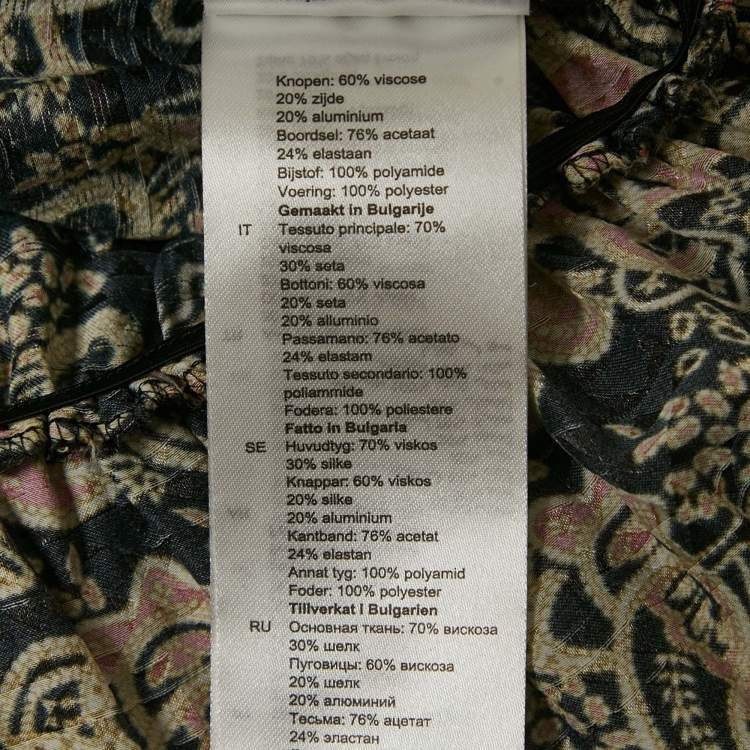 Knopen: 60% viscose
20% zijde
20% aluminium
Boordsel: 76% acetaat
24% elastaan
Bijstof: 100% polyamide
Voering: 100% polyester
Gemaakt in Bulgarije
IT Tessuto principale: 70%
viscosa
30% seta
Bottoni: 60% viscosa
20% seta
20% alluminio
Passamano: 76% acetato
24% elastam
Tessuto secondario: 100%
poliammide
Fodera: 100% poliestere
Fatto in Bulgaria
SE Huvudtyg: 70% viskos
30% silke
Knappar: 60% viskos
20% silke
20% aluminium
Kantband: 76% acetat
24% elastan
Annat tyg: 100% polyamid
Foder: 100% polyester
Tillverkat I Bulgarien
RU Основная ткань: 70% вискоза
30% шелк
Пуговицы: 60% вискоза
20% шелк
20% алюминий
Тесьма: 76% ацетат
24% эластан